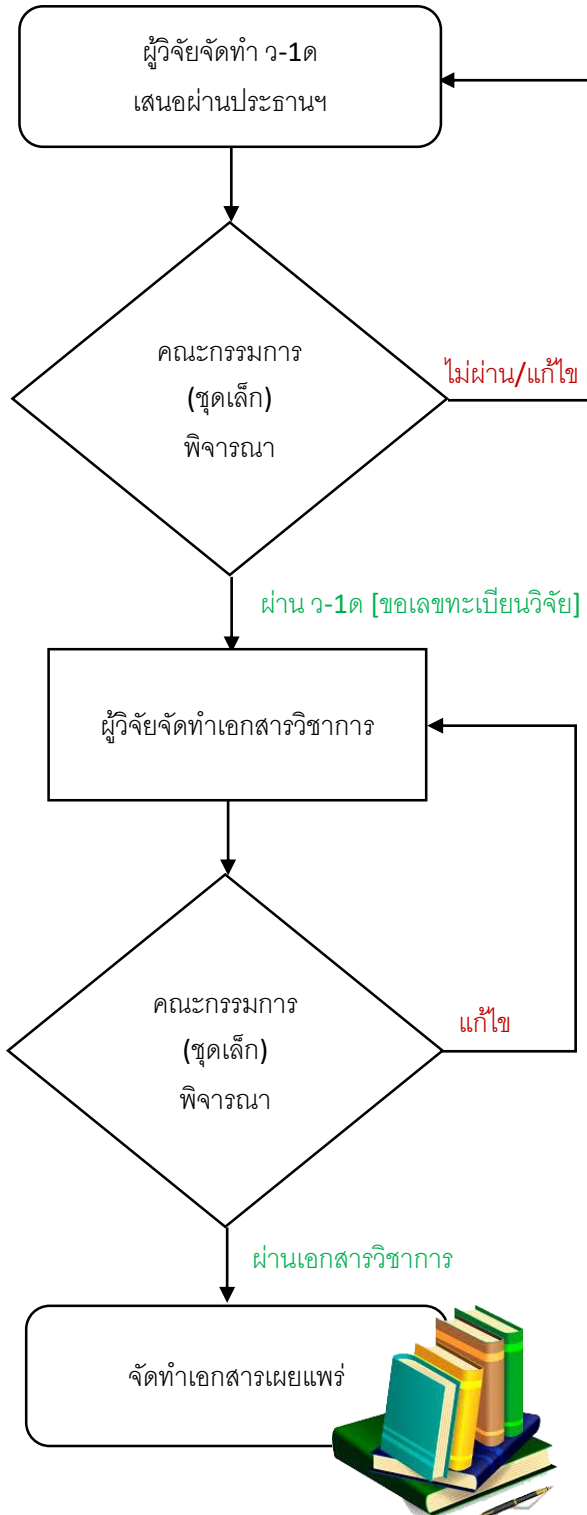 ผู้วิจัยจัดทำ ว-1ด
เสนอผ่านประธานฯ
คณะกรรมการ
(ชุดเล็ก)
พิจารณา
ไม่ผ่าน/แก้ไข
ผ่าน ว-1ด [ขอเลขทะเบียนวิจัย]
ผู้วิจัยจัดทำเอกสารวิชาการ
คณะกรรมการ
(ชุดเล็ก)
พิจารณา
แก้ไข
ผ่านเอกสารวิชาการ
จัดทำเอกสารเผยแพร่